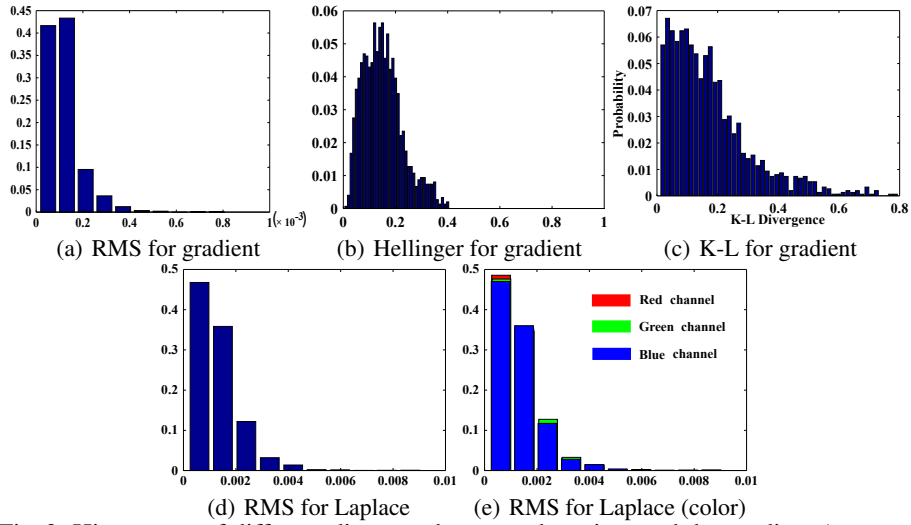 0.45
0.4
0.35
0.3
0.25
0.2
0.15
0.1
0.05
0
0 0.2 0.4 0.6 0.8 1 (× 10⁻³)
(a) RMS for gradient
0.06
0.05
0.04
0.03
0.02
0.01
0
0 0.2 0.4 0.6 0.8 1
(b) Hellinger for gradient
Probability
0.07
0.06
0.05
0.04
0.03
0.02
0.01
0
0 0.2 0.4 0.6 0.8
K-L Divergence
(c) K-L for gradient
0.5
0.4
0.3
0.2
0.1
0
0 0.002 0.004 0.006 0.008 0.01
(d) RMS for Laplace
0.5
0.4
0.3
0.2
0.1
0
Red channel
Green channel
Blue channel
0 0.002 0.004 0.006 0.008 0.01
(e) RMS for Laplace (color)